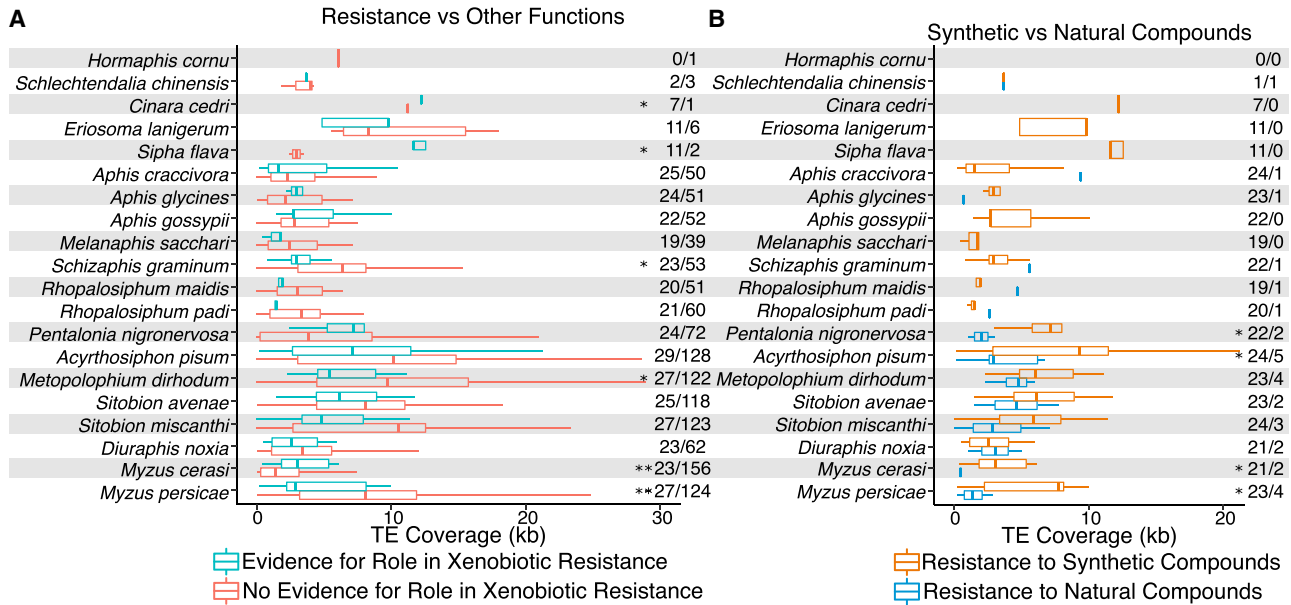 A
Resistance vs Other Functions
Hormaphis cornu 0/1
Schlechtendalia chinensis 2/3
Cinara cedri * 7/1
Eriosoma lanigerum 11/6
Sipha flava * 11/2
Aphis craccivora 25/50
Aphis glycines 24/51
Aphis gossypii 22/52
Melanaphis sacchari 19/39
Schizaphis graminum * 23/53
Rhopalosiphum maidis 20/51
Rhopalosiphum padi 21/60
Pentalonia nigronervosa 24/72
Acyrthosiphon pisum 29/128
Metopolophium dirhodum * 27/122
Sitobion avenae 25/118
Sitobion miscanthi 27/123
Diuraphis noxia 23/62
Myzus cerasi ** 23/156
Myzus persicae ** 27/124
0 10 20 30
TE Coverage (kb)
Evidence for Role in Xenobiotic Resistance
No Evidence for Role in Xenobiotic Resistance
B
Synthetic vs Natural Compounds
Hormaphis cornu 0/0
Schlechtendalia chinensis 1/1
Cinara cedri 7/0
Eriosoma lanigerum 11/0
Sipha flava 11/0
Aphis craccivora 24/1
Aphis glycines 23/1
Aphis gossypii 22/0
Melanaphis sacchari 19/0
Schizaphis graminum 22/1
Rhopalosiphum maidis 19/1
Rhopalosiphum padi 20/1
Pentalonia nigronervosa * 22/2
Acyrthosiphon pisum * 24/5
Metopolophium dirhodum 23/4
Sitobion avenae 23/2
Sitobion miscanthi 24/3
Diuraphis noxia 21/2
Myzus cerasi * 21/2
Myzus persicae * 23/4
0 10 20
TE Coverage (kb)
Resistance to Synthetic Compounds
Resistance to Natural Compounds